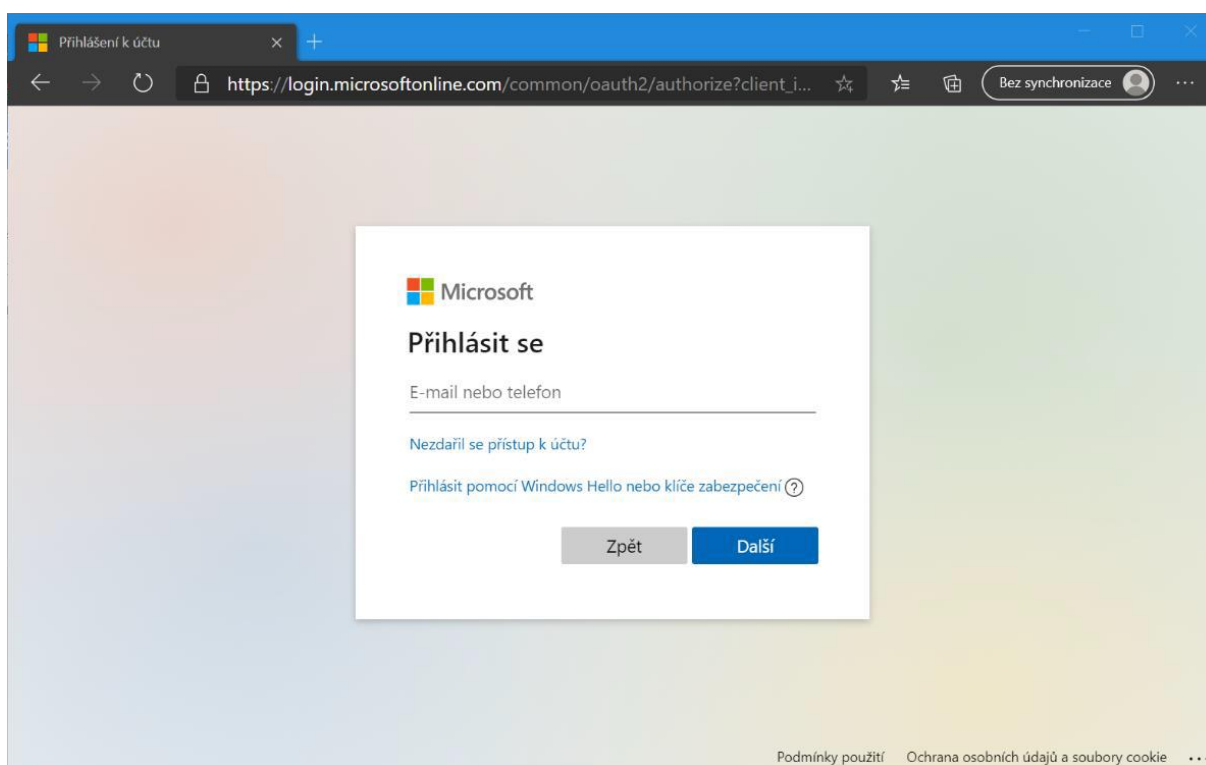 Přihlášení k účtu
https://login.microsoftonline.com/common/oauth2/authorize?client_i...
Bez synchronizace
Microsoft
Přihlásit se
E-mail nebo telefon
Nezdařil se přístup k účtu?
Přihlásit pomocí Windows Hello nebo klíče zabezpečení
Zpět Další
Podmínky použití Ochrana osobních údajů a soubory cookie